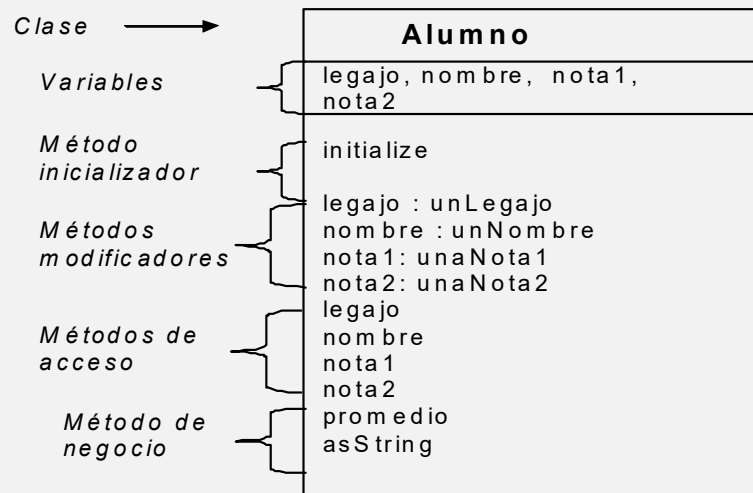 Clase
Alumno
Variables
legajo, nombre, nota1,
nota2
Método
inicializador
initialize
Métodos
modificadores
legajo : unLegajo
nombre : unNombre
nota1: unaNota1
nota2: unaNota2
Métodos de
acceso
legajo
nombre
nota1
nota2
Método de
negocio
promedio
asString